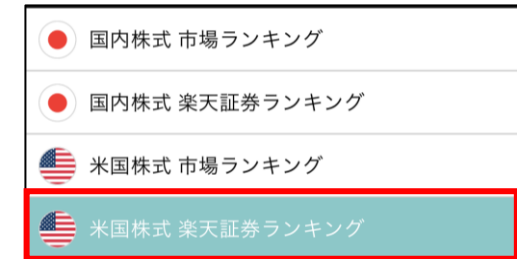 国内株式 市場ランキング
国内株式 楽天証券ランキング
米国株式 市場ランキング
米国株式 楽天証券ランキング